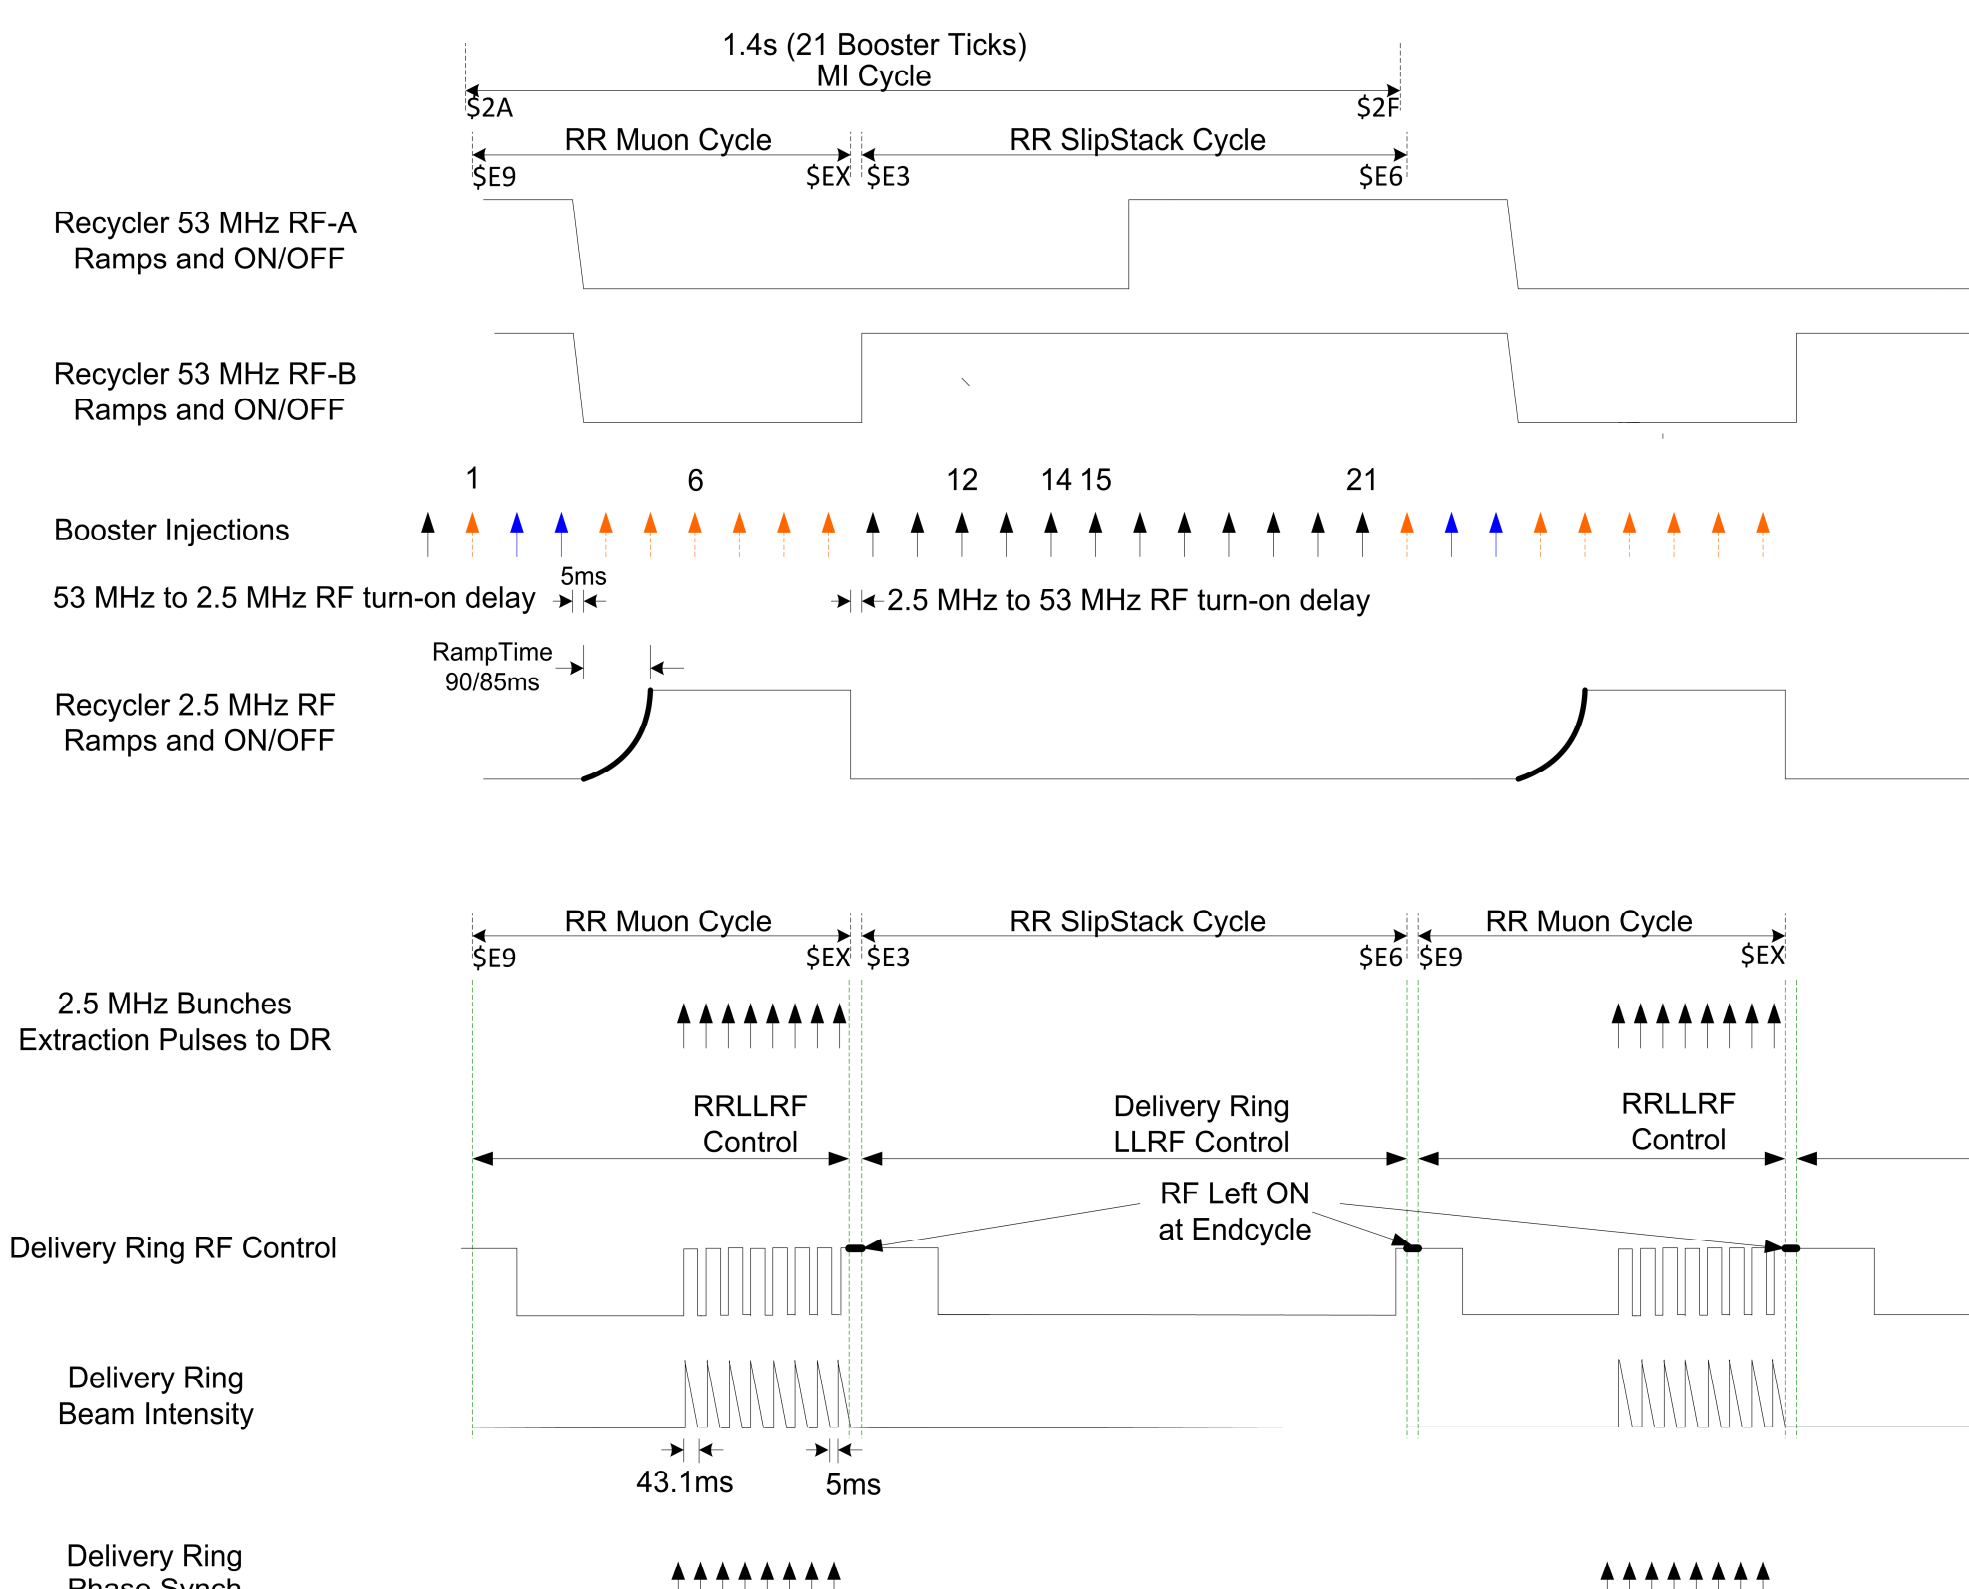 1.4s (21 Booster Ticks)
MI Cycle
$2A
$2F
RR Muon Cycle
RR SlipStack Cycle
$E9
$EX
$E3
$E6
Recycler 53 MHz RF-A
Ramps and ON/OFF
Recycler 53 MHz RF-B
Ramps and ON/OFF
1
6
12
14
15
21
Booster Injections
5ms
53 MHz to 2.5 MHz RF turn-on delay
2.5 MHz to 53 MHz RF turn-on delay
RampTime
90/85ms
Recycler 2.5 MHz RF
Ramps and ON/OFF
RR Muon Cycle
RR SlipStack Cycle
RR Muon Cycle
$E9
$EX
$E3
$E6
$E9
$EX
2.5 MHz Bunches
Extraction Pulses to DR
RRLLRF
Control
Delivery Ring
LLRF Control
RRLLRF
Control
RF Left ON
at Endcycle
Delivery Ring RF Control
Delivery Ring
Beam Intensity
43.1ms
5ms
Delivery Ring
Phase Synch